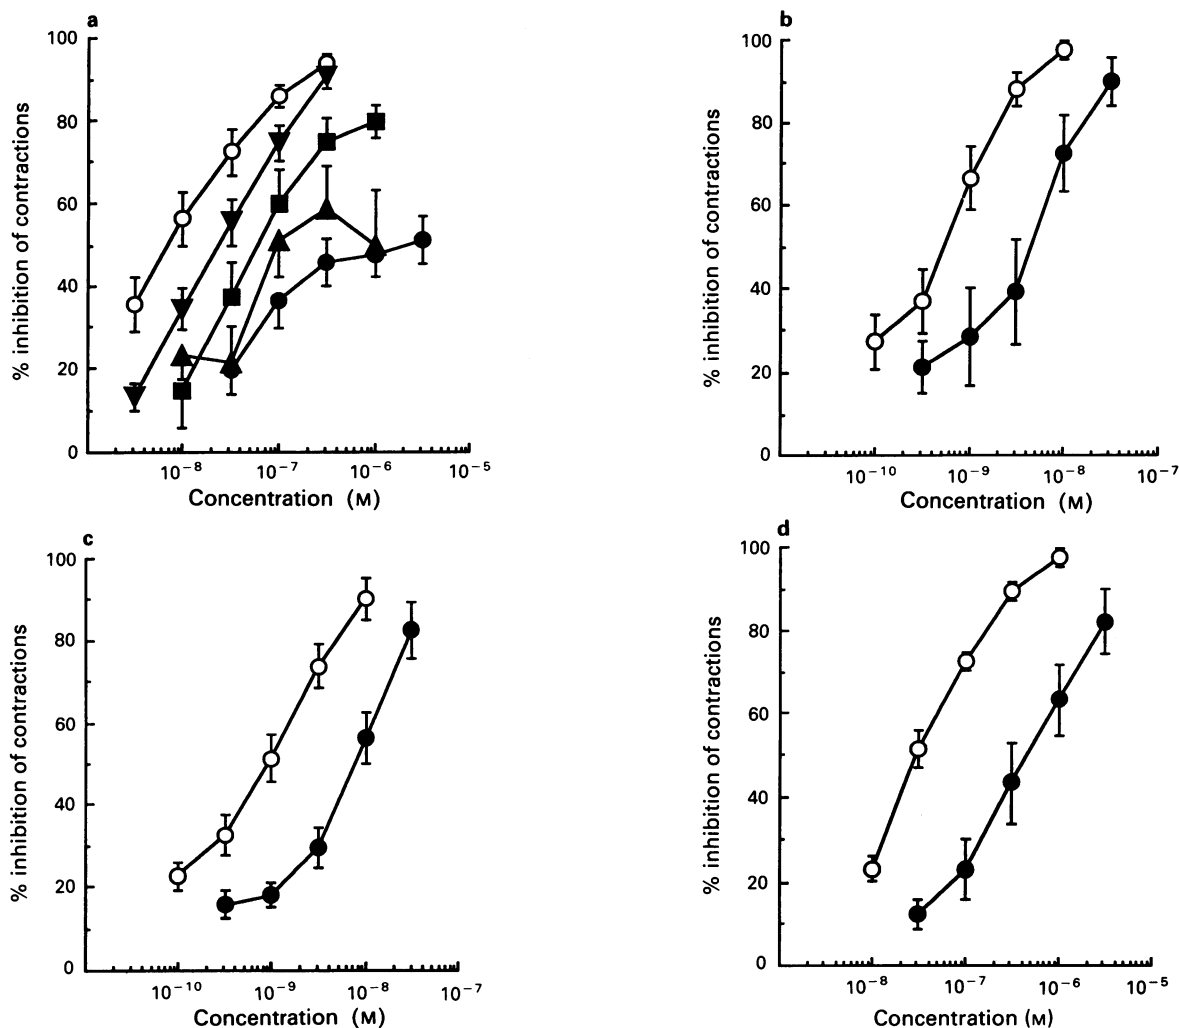 a
100
80
60
40
20
0
% inhibition of contractions
10⁻⁸ 10⁻⁷ 10⁻⁶ 10⁻⁵
Concentration (M)
b
100
80
60
40
20
0
% inhibition of contractions
10⁻¹⁰ 10⁻⁹ 10⁻⁸ 10⁻⁷
Concentration (M)
c
100
80
60
40
20
0
% inhibition of contractions
10⁻¹⁰ 10⁻⁹ 10⁻⁸ 10⁻⁷
Concentration (M)
d
100
80
60
40
20
0
% inhibition of contractions
10⁻⁸ 10⁻⁷ 10⁻⁶ 10⁻⁵
Concentration (M)